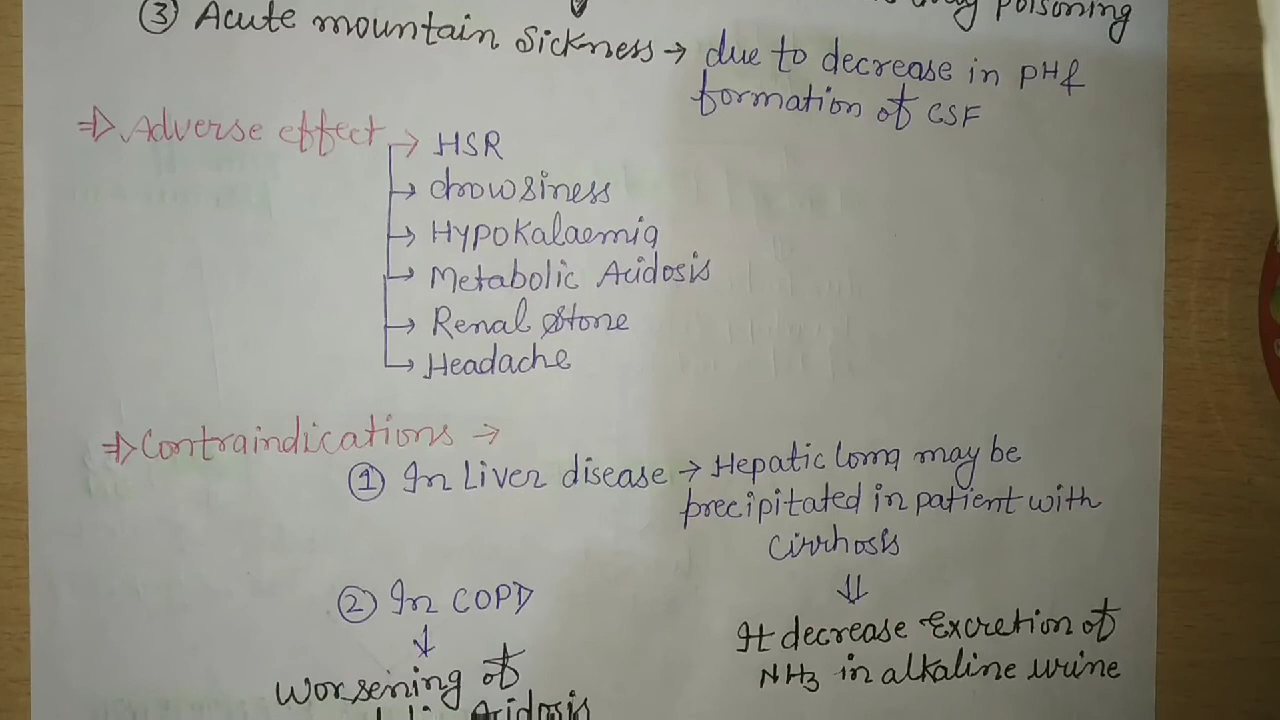 ③ Acute mountain Sickness → due to decrease in pH &
formation of CSF
poisoning
⇒ Adverse effect → HSR
→ drowsiness
→ Hypokalaemia
→ Metabolic Acidosis
→ Renal stone
→ Headache
⇒ Contraindications →
① In Liver disease → Hepatic Coma may be
precipitated in patient with
cirrhosis
⇓
It decrease Excretion of
NH3 in alkaline urine
② In COPD
↓
Worsening of
Acidosis